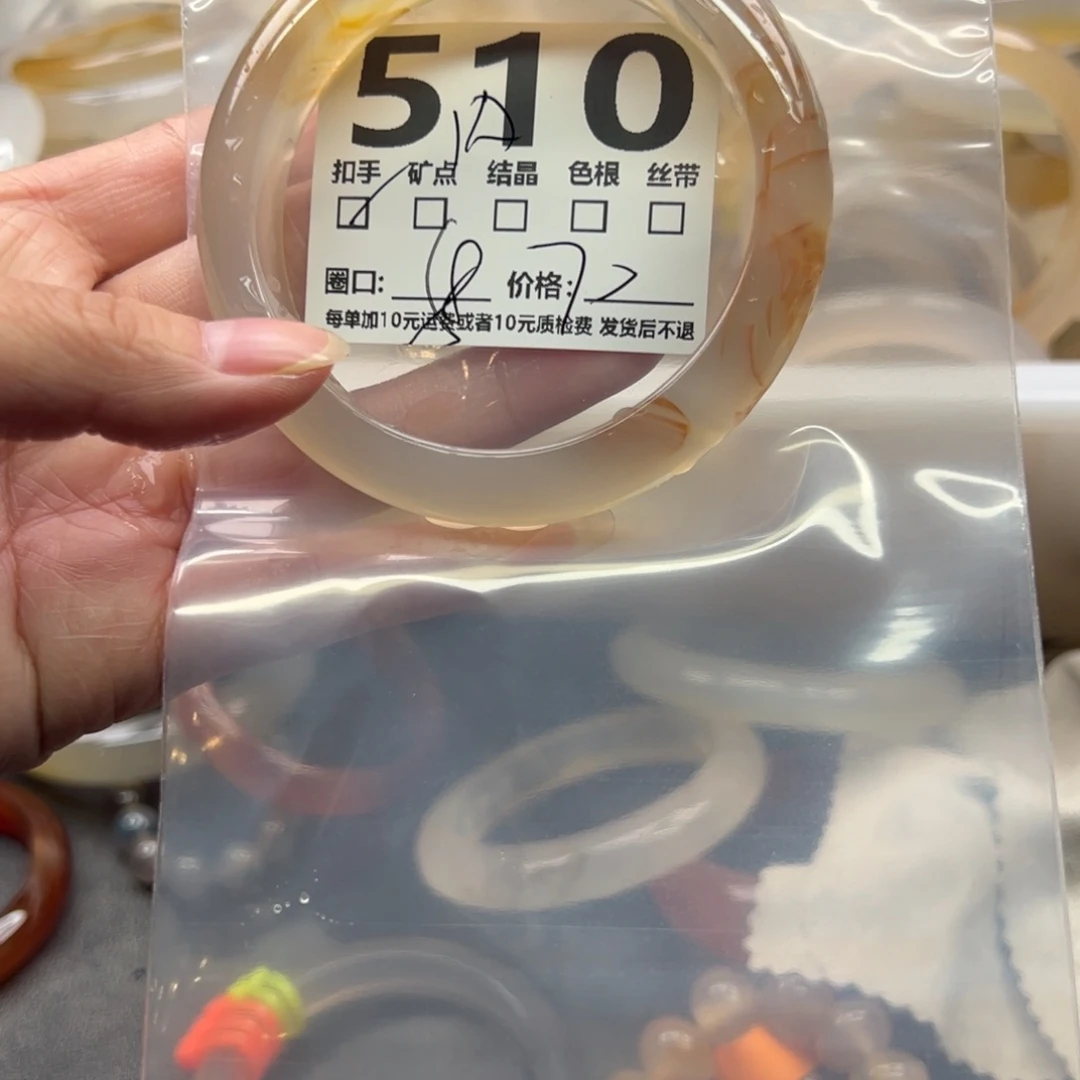 510
扣手 矿点 结晶 色根 丝带
圈口: 价格: 72
每单加10元运费或者10元质检费 发货后不退